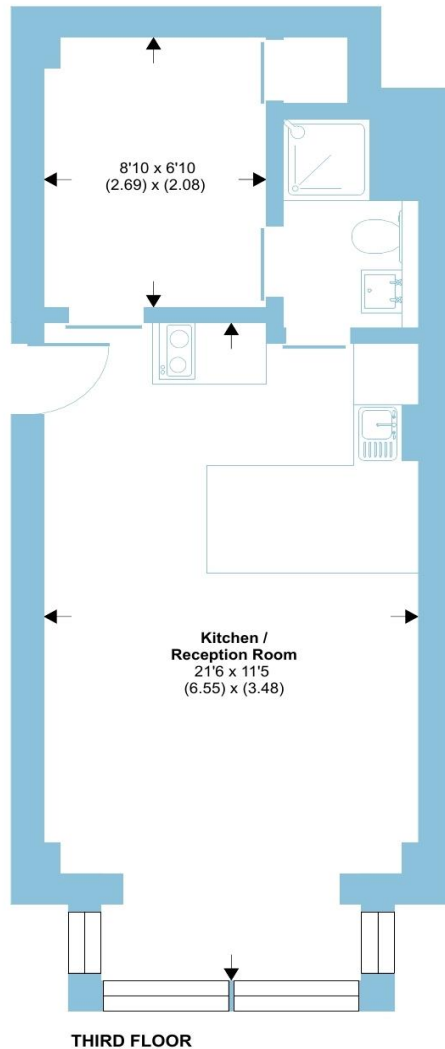 8'10 x 6'10
(2.69) x (2.08)
Kitchen /
Reception Room
21'6 x 11'5
(6.55) x (3.48)
THIRD FLOOR